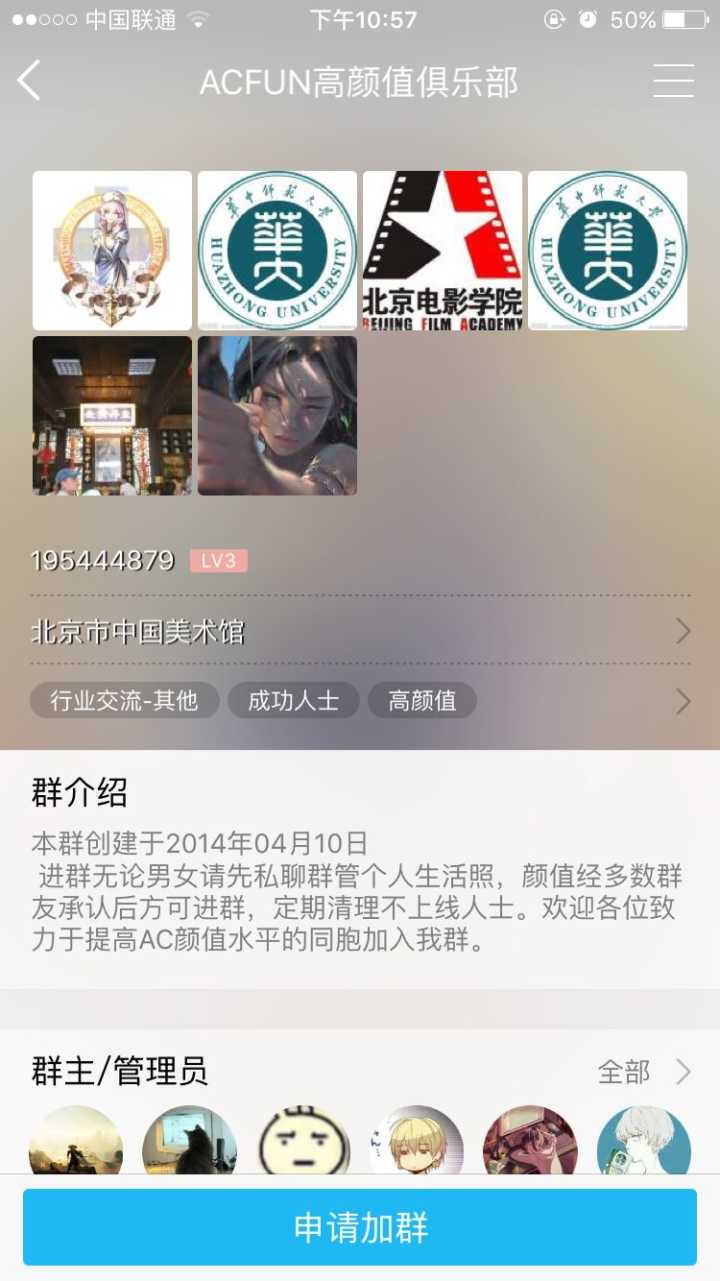 中国联通
下午10:57
50%
ACFUN高颜值俱乐部
华中师范大学
HUAZHONG UNIVERSITY
北京电影学院
BEIJING FILM ACADEMY
华中师范大学
HUAZHONG UNIVERSITY
195444879 LV3
北京市中国美术馆
行业交流-其他 成功人士 高颜值
群介绍
本群创建于2014年04月10日
进群无论男女请先私聊群管个人生活照，颜值经多数群
友承认后方可进群，定期清理不上线人士。欢迎各位致
力于提高AC颜值水平的同胞加入我群。
群主/管理员
全部
申请加群